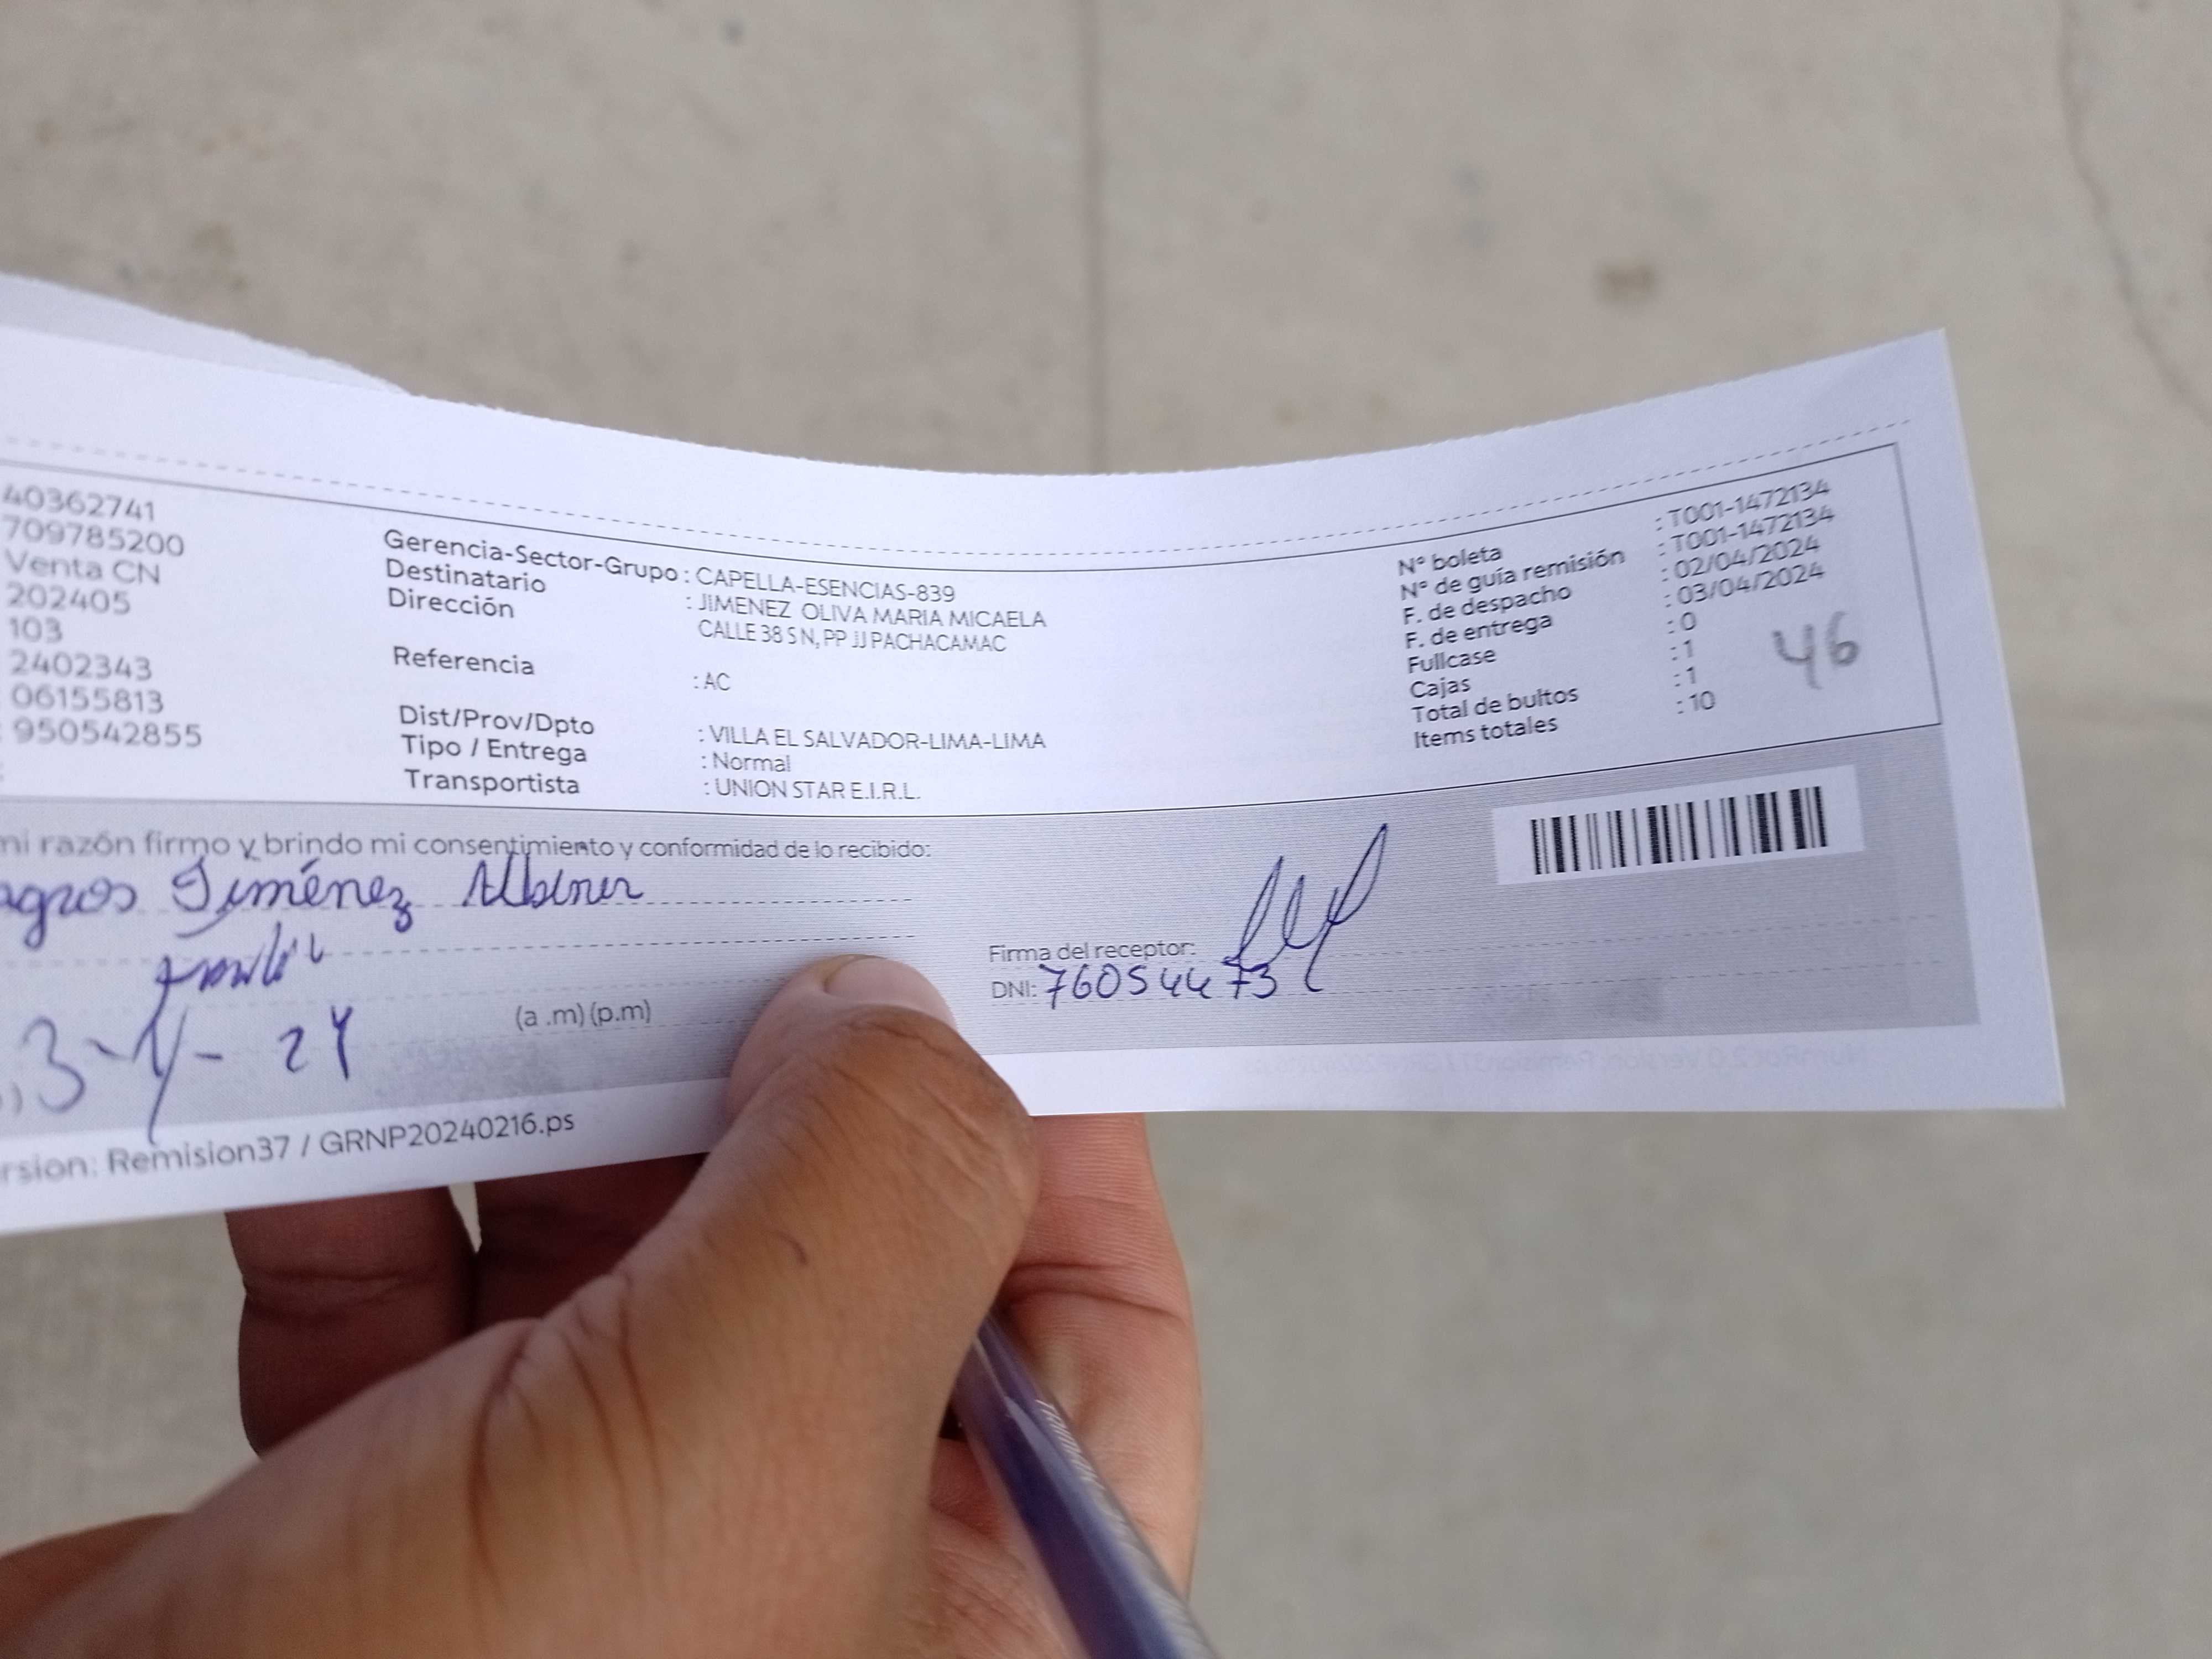 40362741
709785200
Venta CN
202405
103
2402343
06155813
: 950542855
:
Gerencia-Sector-Grupo : CAPELLA-ESENCIAS-839
Destinatario : JIMENEZ OLIVA MARIA MICAELA
Dirección CALLE 38 S N, PP JJ PACHACAMAC
Referencia : AC
Dist/Prov/Dpto : VILLA EL SALVADOR-LIMA-LIMA
Tipo / Entrega : Normal
Transportista : UNION STAR E.I.R.L.
Nº boleta : T001-1472134
Nº de guía remisión : T001-1472134
F. de despacho : 02/04/2024
F. de entrega : 03/04/2024
Fullcase : 0
Cajas : 1
Total de bultos : 1
Items totales : 10
46
mi razón firmo y brindo mi consentimiento y conformidad de lo recibido:
agros Jiménez
3-4-24
(a .m) (p.m)
Firma del receptor:
DNI: 76054473
rsion: Remision37 / GRNP20240216.ps